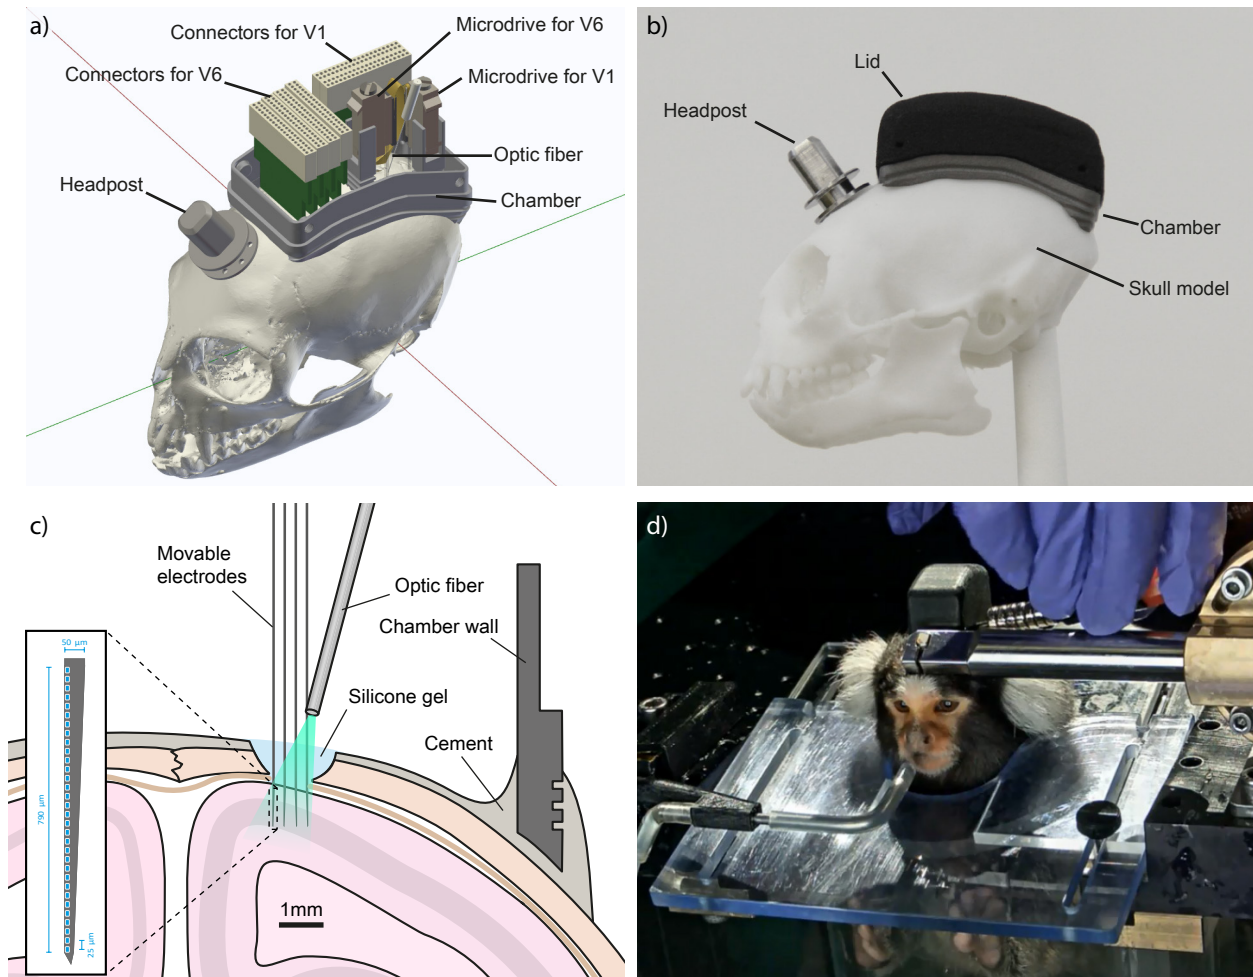 a)
Connectors for V1
Microdrive for V6
Connectors for V6
Microdrive for V1
Optic fiber
Headpost
Chamber
b)
Lid
Headpost
Chamber
Skull model
c)
Movable
electrodes
Optic fiber
Chamber wall
Silicone gel
Cement
50 µm
790 µm
25 µm
1mm
d)